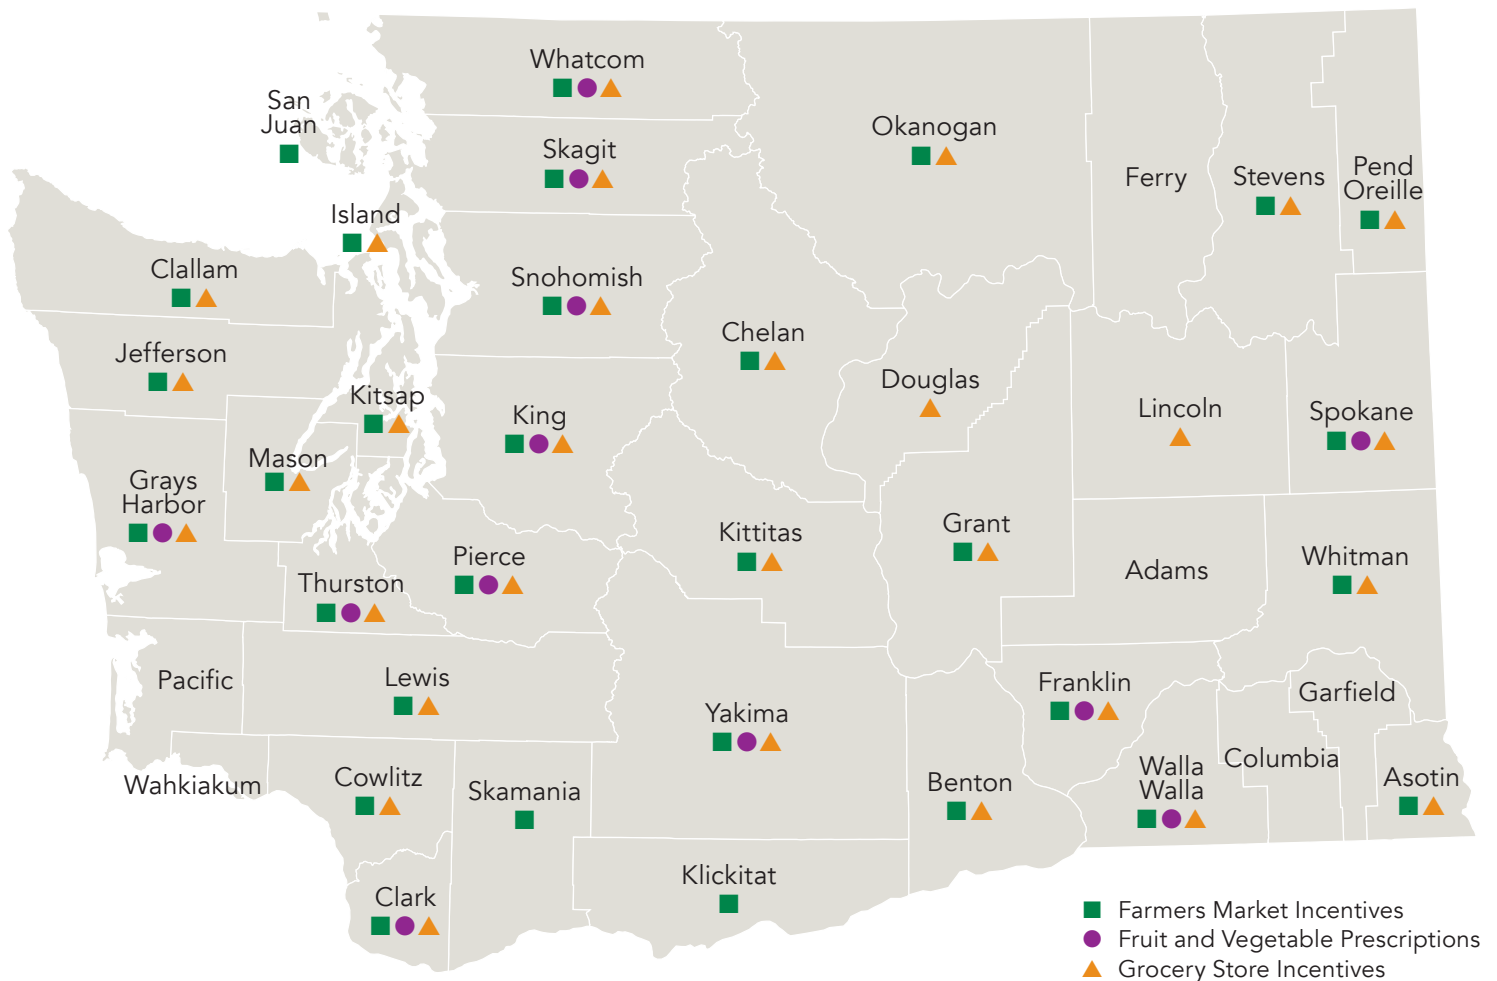 Whatcom
San
Juan
Okanogan
Skagit
Ferry
Stevens
Pend
Oreille
Island
Clallam
Snohomish
Chelan
Jefferson
Douglas
Kitsap
King
Lincoln
Spokane
Mason
Grays
Harbor
Kittitas
Grant
Pierce
Adams
Whitman
Thurston
Pacific
Lewis
Franklin
Garfield
Yakima
Columbia
Wahkiakum
Cowlitz
Skamania
Benton
Walla
Walla
Asotin
Klickitat
Clark
Farmers Market Incentives
Fruit and Vegetable Prescriptions
Grocery Store Incentives